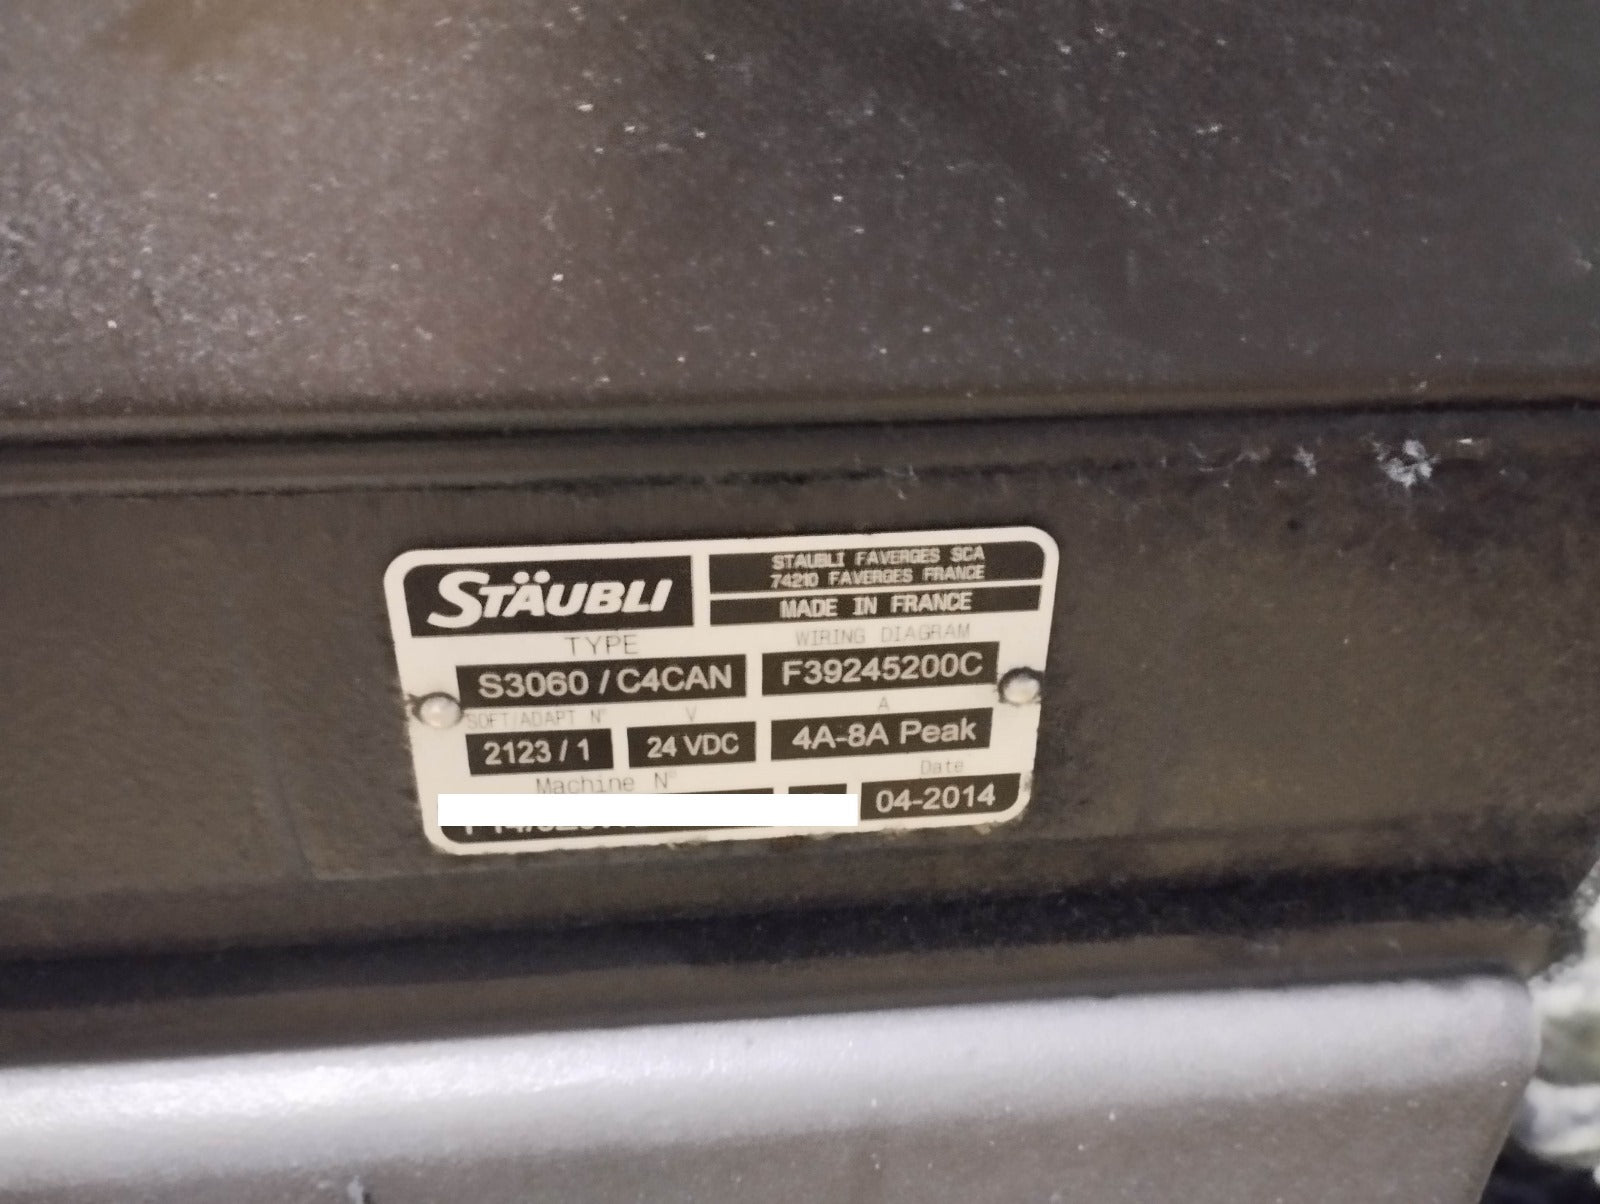 STÄUBLI
STAUBLI FAVERGES SCA
74210 FAVERGES FRANCE
MADE IN FRANCE
TYPE
WIRING DIAGRAM
S3060 / C4CAN
F39245200C
SOFT/ADAPT N°
V
A
2123 / 1
24 VDC
4A-8A Peak
Machine N°
Date
04-2014